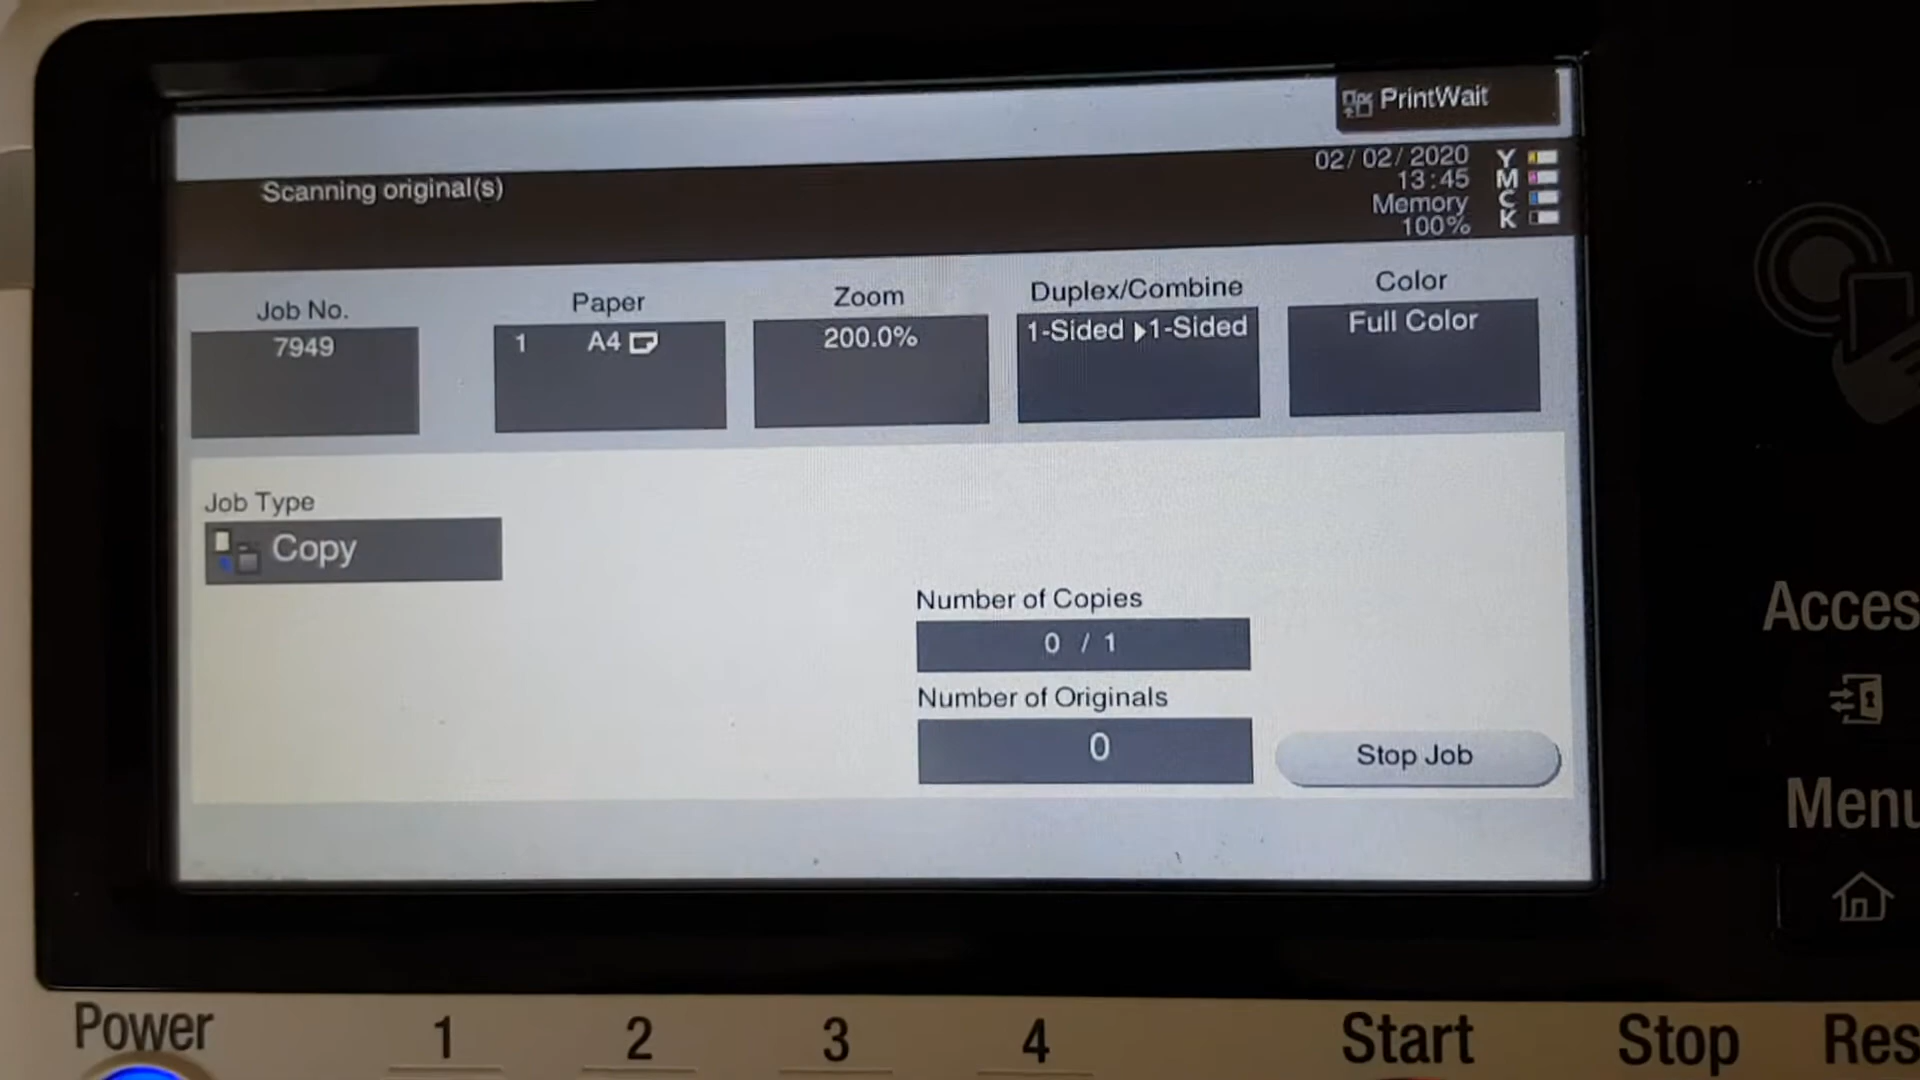 PrintWait
Scanning original(s)
02/02/2020
13:45
Memory
100%
Y
M
C
K
Job No.
7949
Paper
1 A4
Zoom
200.0%
Duplex/Combine
1-Sided ▶1-Sided
Color
Full Color
Job Type
Copy
Number of Copies
0 / 1
Number of Originals
0
Stop Job
Acces
Menu
Power
1
2
3
4
Start
Stop
Res